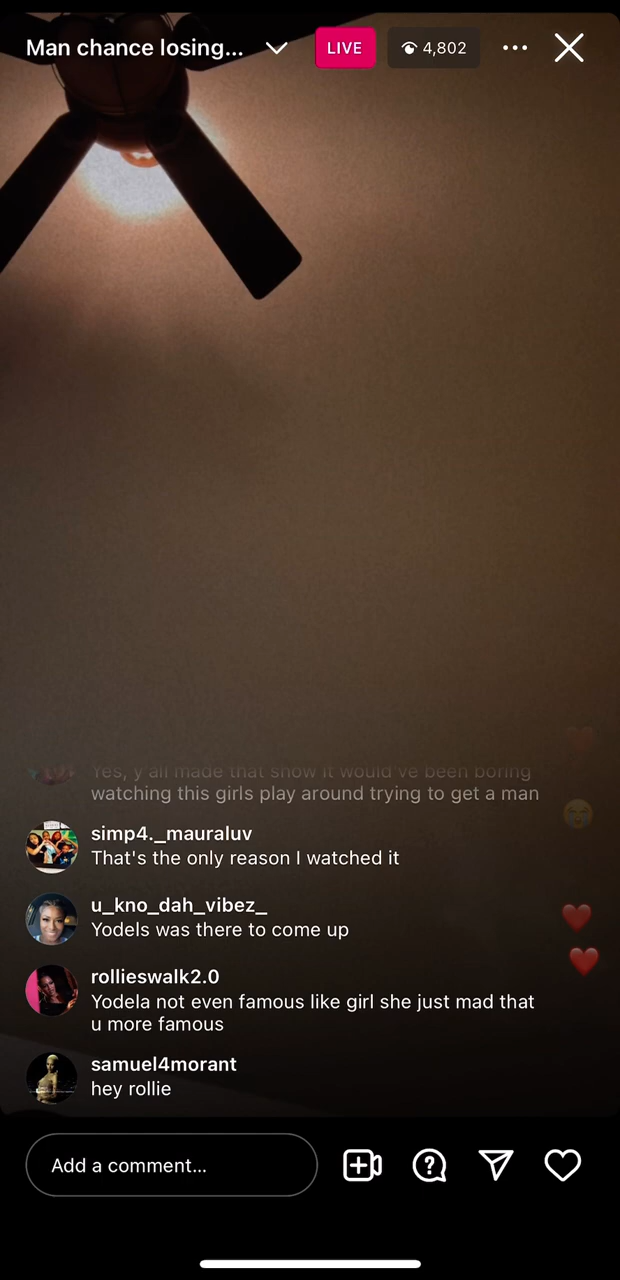 Man chance losing...
LIVE
4,802
Yes, y'all made that show it would've been boring
watching this girls play around trying to get a man
simp4._mauraluv
That's the only reason I watched it
u_kno_dah_vibez_
Yodels was there to come up
rollieswalk2.0
Yodela not even famous like girl she just mad that
u more famous
samuel4morant
hey rollie
Add a comment...